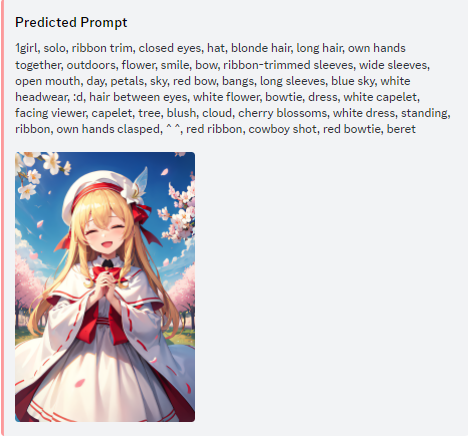 Predicted Prompt
1girl, solo, ribbon trim, closed eyes, hat, blonde hair, long hair, own hands
together, outdoors, flower, smile, bow, ribbon-trimmed sleeves, wide sleeves,
open mouth, day, petals, sky, red bow, bangs, long sleeves, blue sky, white
headwear, :d, hair between eyes, white flower, bowtie, dress, white capelet,
facing viewer, capelet, tree, blush, cloud, cherry blossoms, white dress, standing,
ribbon, own hands clasped, ^ ^, red ribbon, cowboy shot, red bowtie, beret